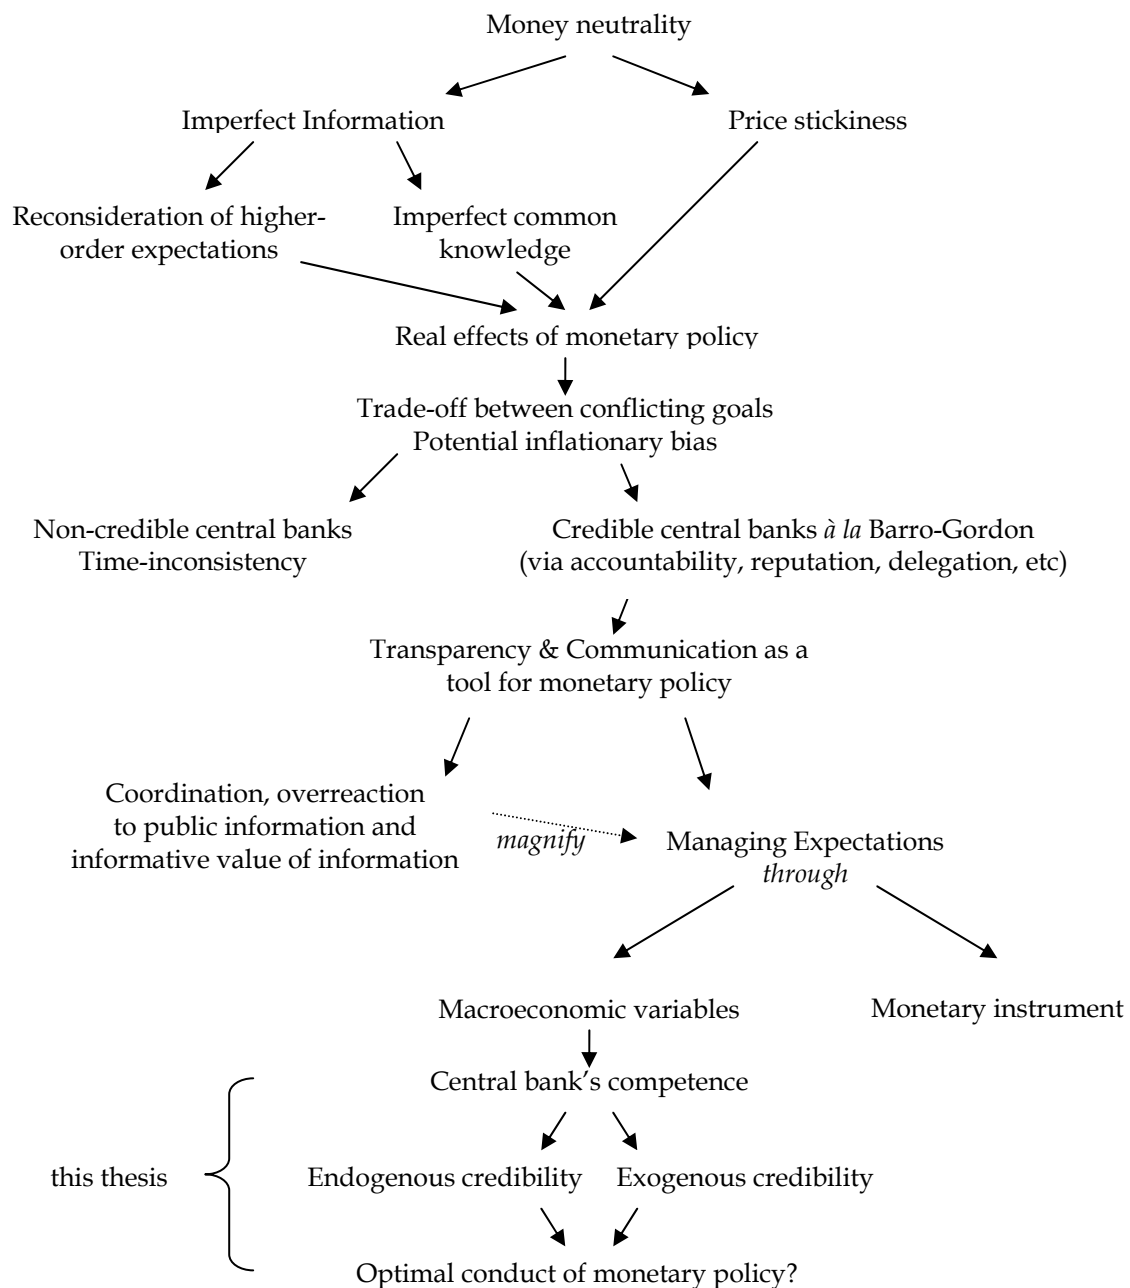 Money neutrality
Imperfect Information
Price stickiness
Reconsideration of higher-
order expectations
Imperfect common
knowledge
Real effects of monetary policy
Trade-off between conflicting goals
Potential inflationary bias
Non-credible central banks
Time-inconsistency
Credible central banks à la Barro-Gordon
(via accountability, reputation, delegation, etc)
Transparency & Communication as a
tool for monetary policy
Coordination, overreaction
to public information and
informative value of information
magnify
Managing Expectations
through
Macroeconomic variables
Monetary instrument
Central bank’s competence
this thesis
Endogenous credibility
Exogenous credibility
Optimal conduct of monetary policy?